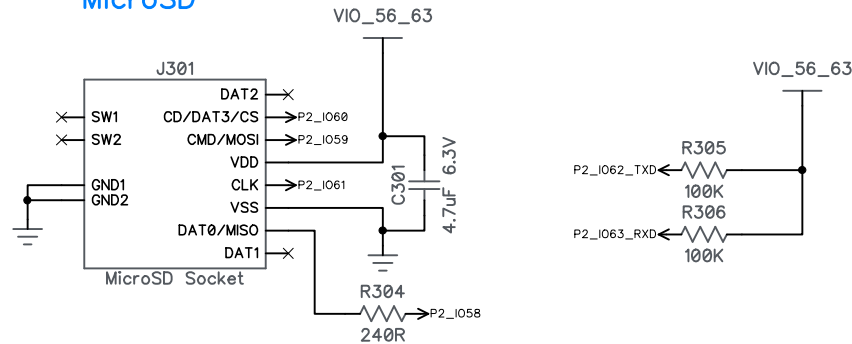 MicroSD
VIO_56_63
J301
DAT2
SW1
CD/DAT3/CS
P2_IO60
SW2
CMD/MOSI
P2_IO59
VDD
GND1
CLK
P2_IO61
GND2
VSS
DAT0/MISO
DAT1
MicroSD Socket
C301
4.7uF 6.3V
R304
P2_IO58
240R
VIO_56_63
R305
P2_IO62_TXD
100K
R306
P2_IO63_RXD
100K